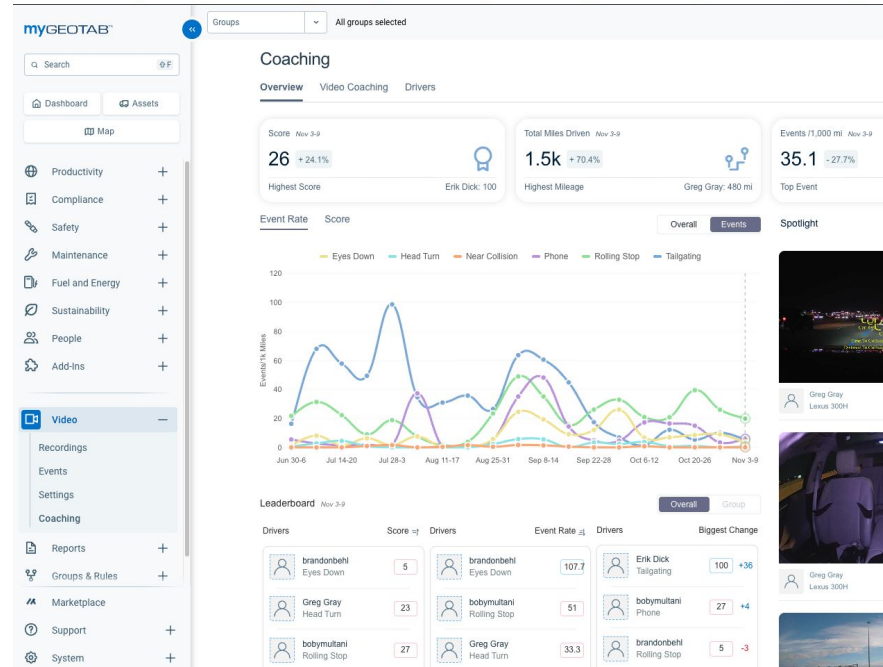 myGEOTAB™
Groups
All groups selected
Search
F
Dashboard
Assets
Map
Productivity
Compliance
Safety
Maintenance
Fuel and Energy
Sustainability
People
Add-Ins
Video
Recordings
Events
Settings
Coaching
Reports
Groups & Rules
Marketplace
Support
System
Coaching
Overview Video Coaching Drivers
Score Nov 3-9
26 + 24.1%
Highest Score Erik Dick: 100
Total Miles Driven Nov 3-9
1.5k + 70.4%
Highest Mileage Greg Gray: 480 mi
Events /1,000 mi Nov 3-9
35.1 - 27.7%
Top Event
Event Rate Score
Overall Events
Spotlight
Eyes Down Head Turn Near Collision Phone Rolling Stop Tailgating
Events/1k Miles
120
100
80
60
40
20
0
Jun 30-6 Jul 14-20 Jul 28-3 Aug 11-17 Aug 25-31 Sep 8-14 Sep 22-28 Oct 6-12 Oct 20-26 Nov 3-9
Greg Gray
Lexus 300H
Greg Gray
Lexus 300H
Leaderboard Nov 3-9
Overall Group
Drivers Score
brandonbehl
Eyes Down
5
Greg Gray
Head Turn
23
bobymultani
Rolling Stop
27
Drivers Event Rate
brandonbehl
Eyes Down
107.7
bobymultani
Rolling Stop
51
Greg Gray
Head Turn
33.3
Drivers Biggest Change
Erik Dick
Tailgating
100 +36
bobymultani
Phone
27 +4
brandonbehl
Rolling Stop
5 -3